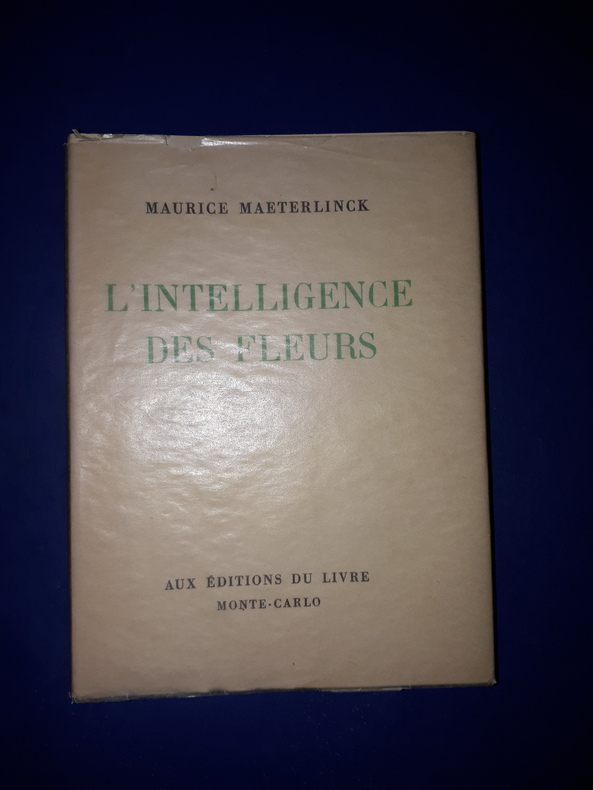 MAURICE MAETERLINCK
L'INTELLIGENCE
DES FLEURS
AUX ÉDITIONS DU LIVRE
MONTE-CARLO